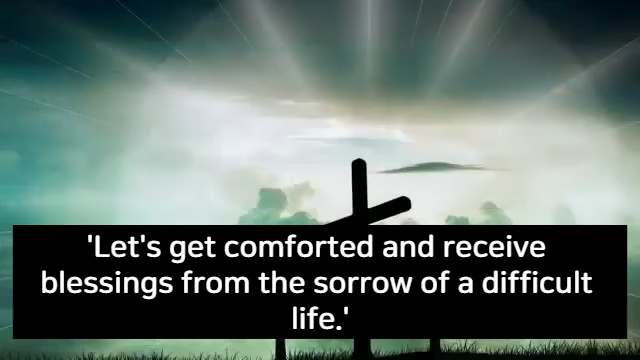 'Let's get comforted and receive
blessings from the sorrow of a difficult
life.'